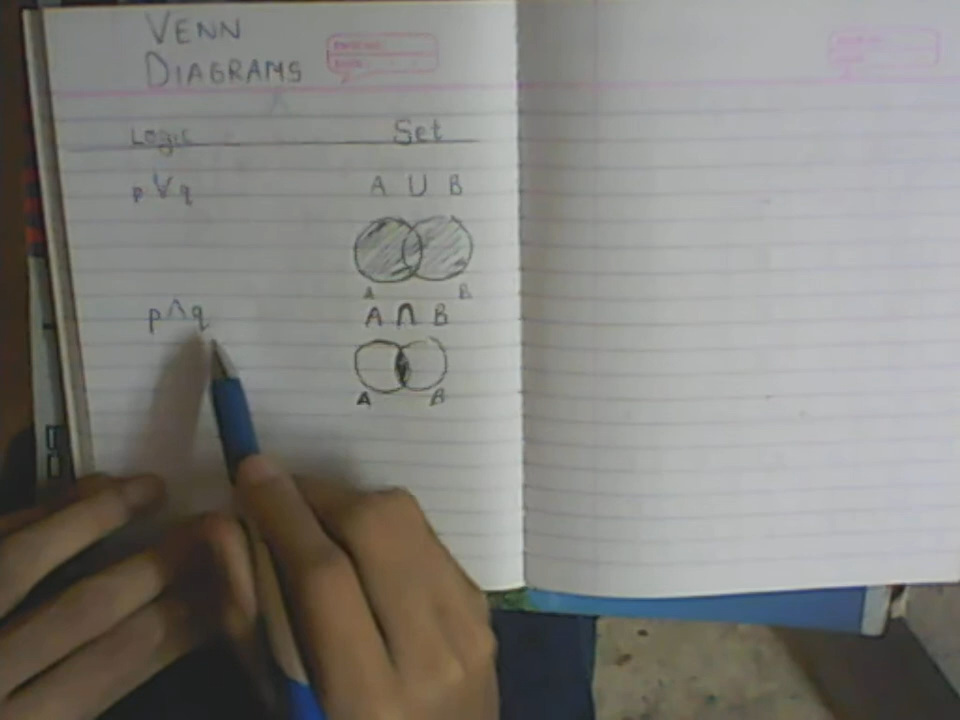 VENN
DIAGRAMS
Logic Set
p ∨ q A ∪ B
A B
p ∧ q A ∩ B
A B